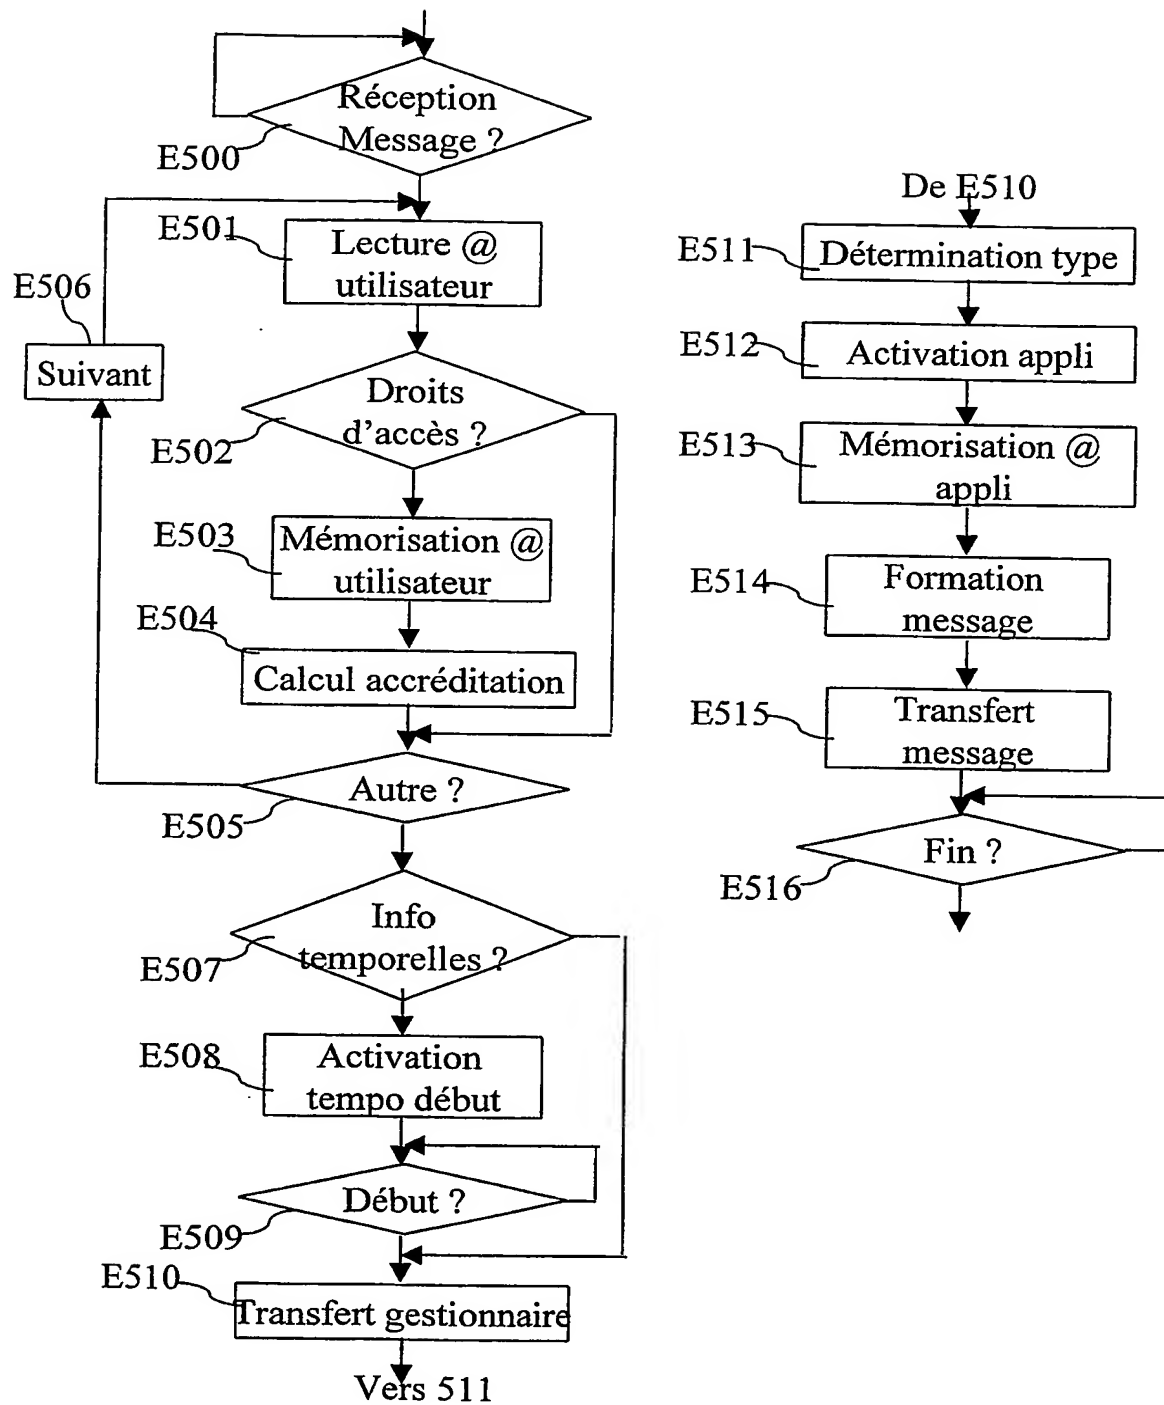 Réception
Message ?
E500
E501
Lecture @
utilisateur
E506
Suivant
Droits
d'accès ?
E502
E503
Mémorisation @
utilisateur
E504
Calcul accréditation
Autre ?
E505
Info
temporelles ?
E507
E508
Activation
tempo début
Début ?
E509
E510
Transfert gestionnaire
Vers 511
De E510
E511
Détermination type
E512
Activation appli
E513
Mémorisation @
appli
E514
Formation
message
E515
Transfert
message
Fin ?
E516